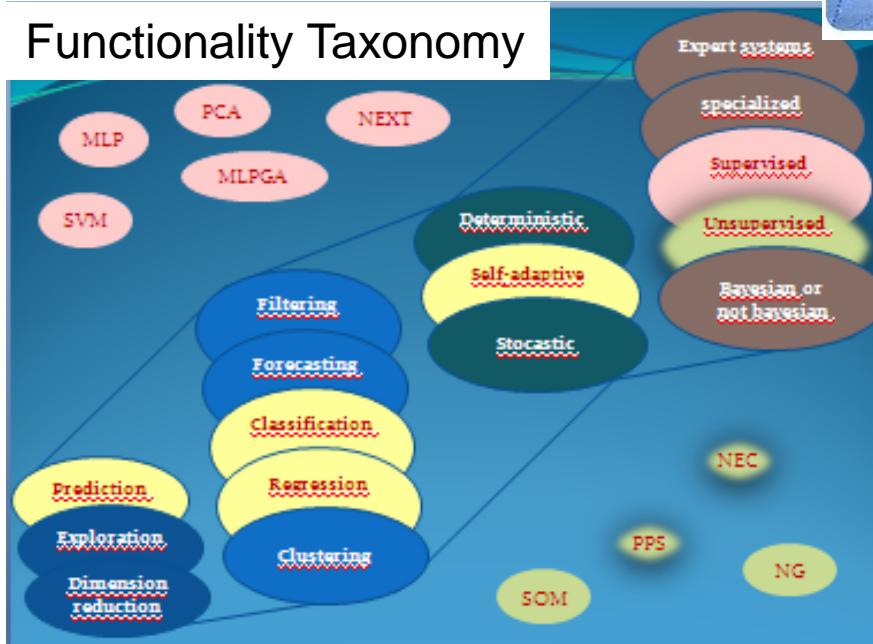 Functionality Taxonomy
Expert systems
specialized
Supervised
Unsupervised
Bayesian or
not bayesian
MLP
PCA
NEXT
MLPGA
SVM
Deterministic
Self-adaptive
Stocastic
Filtering
Forecasting
Classification
Regression
Clustering
Prediction
Exploration
Dimension
reduction
NEC
PPS
NG
SOM